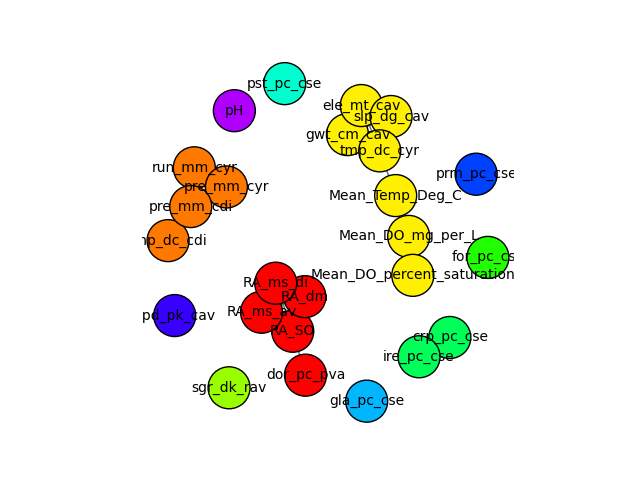 pst_pc_cse
pH
ele_mt_cav
slp_dg_cav
gwt_cm_cav
tmp_dc_cyr
run_mm_cyr
pre_mm_cyr
prm_pc_cse
Mean_Temp_Deg_C
pre_mm_cdi
Mean_DO_mg_per_L
mp_dc_cdi
for_pc_cs
Mean_DO_percent_saturation
RA_ms_di
RA_dm
RA_ms_av
pd_pk_cav
RA_SO
crp_pc_cse
ire_pc_cse
dor_pc_pva
sgr_dk_rav
gla_pc_cse